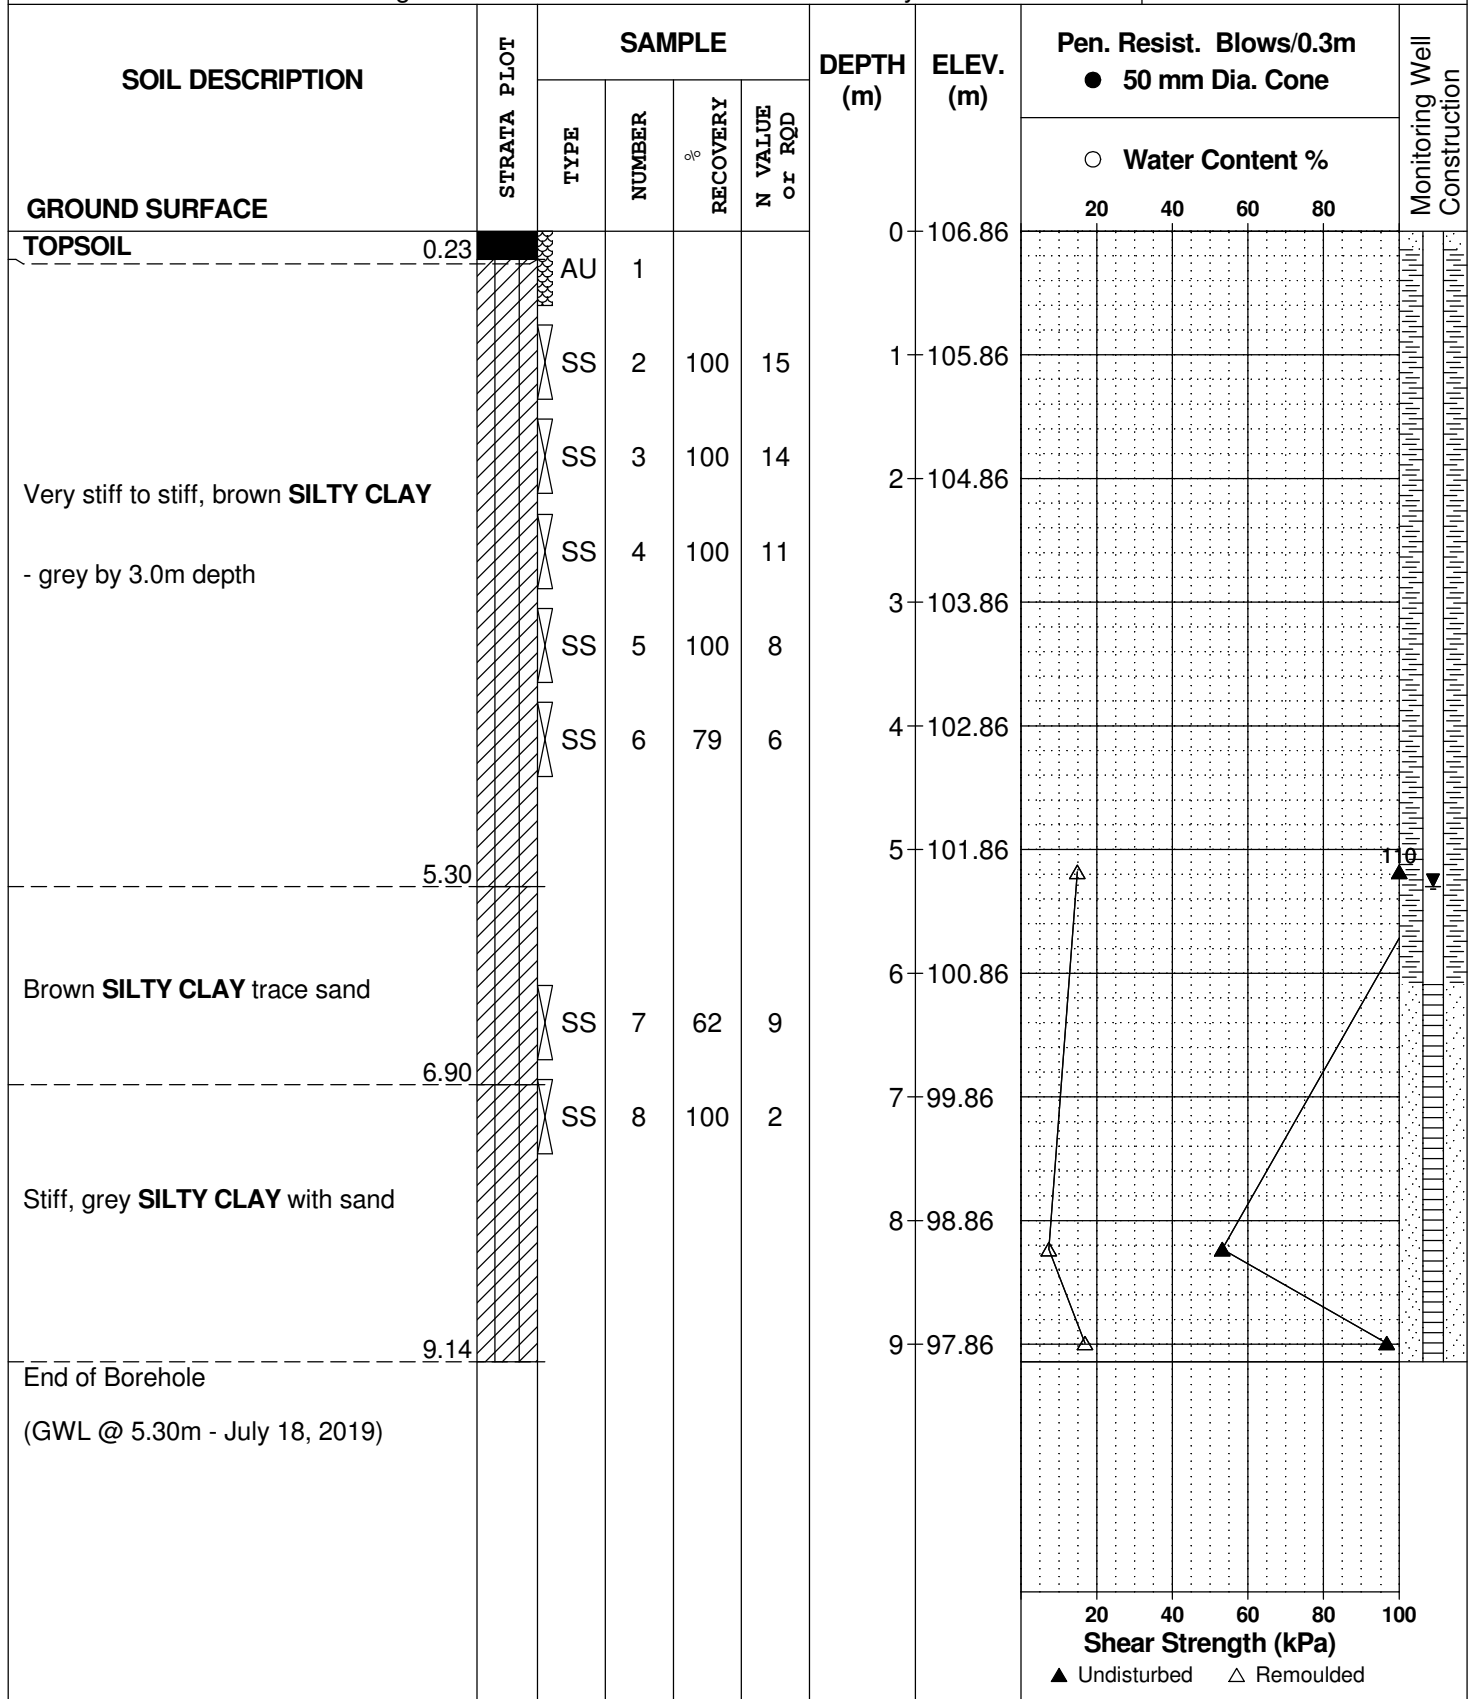 SOIL DESCRIPTION
GROUND SURFACE
STRATA PLOT
SAMPLE
TYPE
NUMBER
%
RECOVERY
N VALUE
or RQD
DEPTH
(m)
ELEV.
(m)
Pen. Resist. Blows/0.3m
● 50 mm Dia. Cone
○ Water Content %
20 40 60 80
Monitoring Well
Construction
0 106.86
TOPSOIL 0.23
AU 1
SS 2 100 15
1 105.86
SS 3 100 14
2 104.86
Very stiff to stiff, brown SILTY CLAY
SS 4 100 11
- grey by 3.0m depth
3 103.86
SS 5 100 8
4 102.86
SS 6 79 6
5 101.86
110
5.30
6 100.86
Brown SILTY CLAY trace sand
SS 7 62 9
6.90
7 99.86
SS 8 100 2
Stiff, grey SILTY CLAY with sand
8 98.86
9 97.86
9.14
End of Borehole
(GWL @ 5.30m - July 18, 2019)
20 40 60 80 100
Shear Strength (kPa)
▲ Undisturbed △ Remoulded